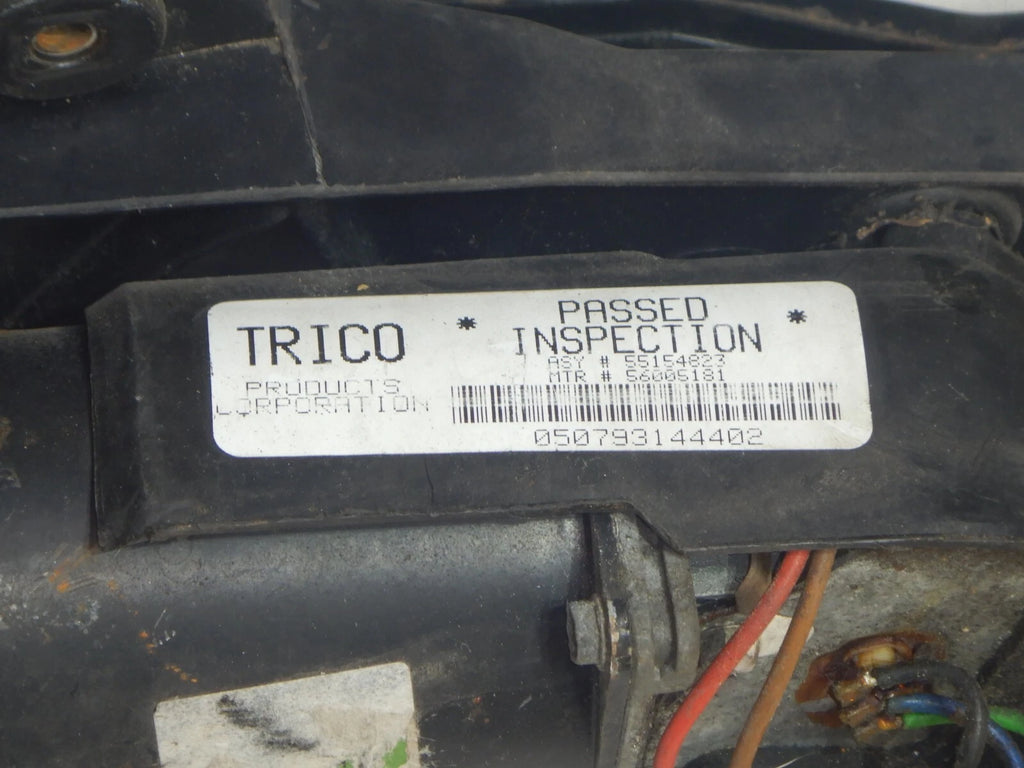 TRICO
PRODUCTS
CORPORATION
* PASSED *
INSPECTION
ASY # 55154823
MTR # 56005181
050793144402